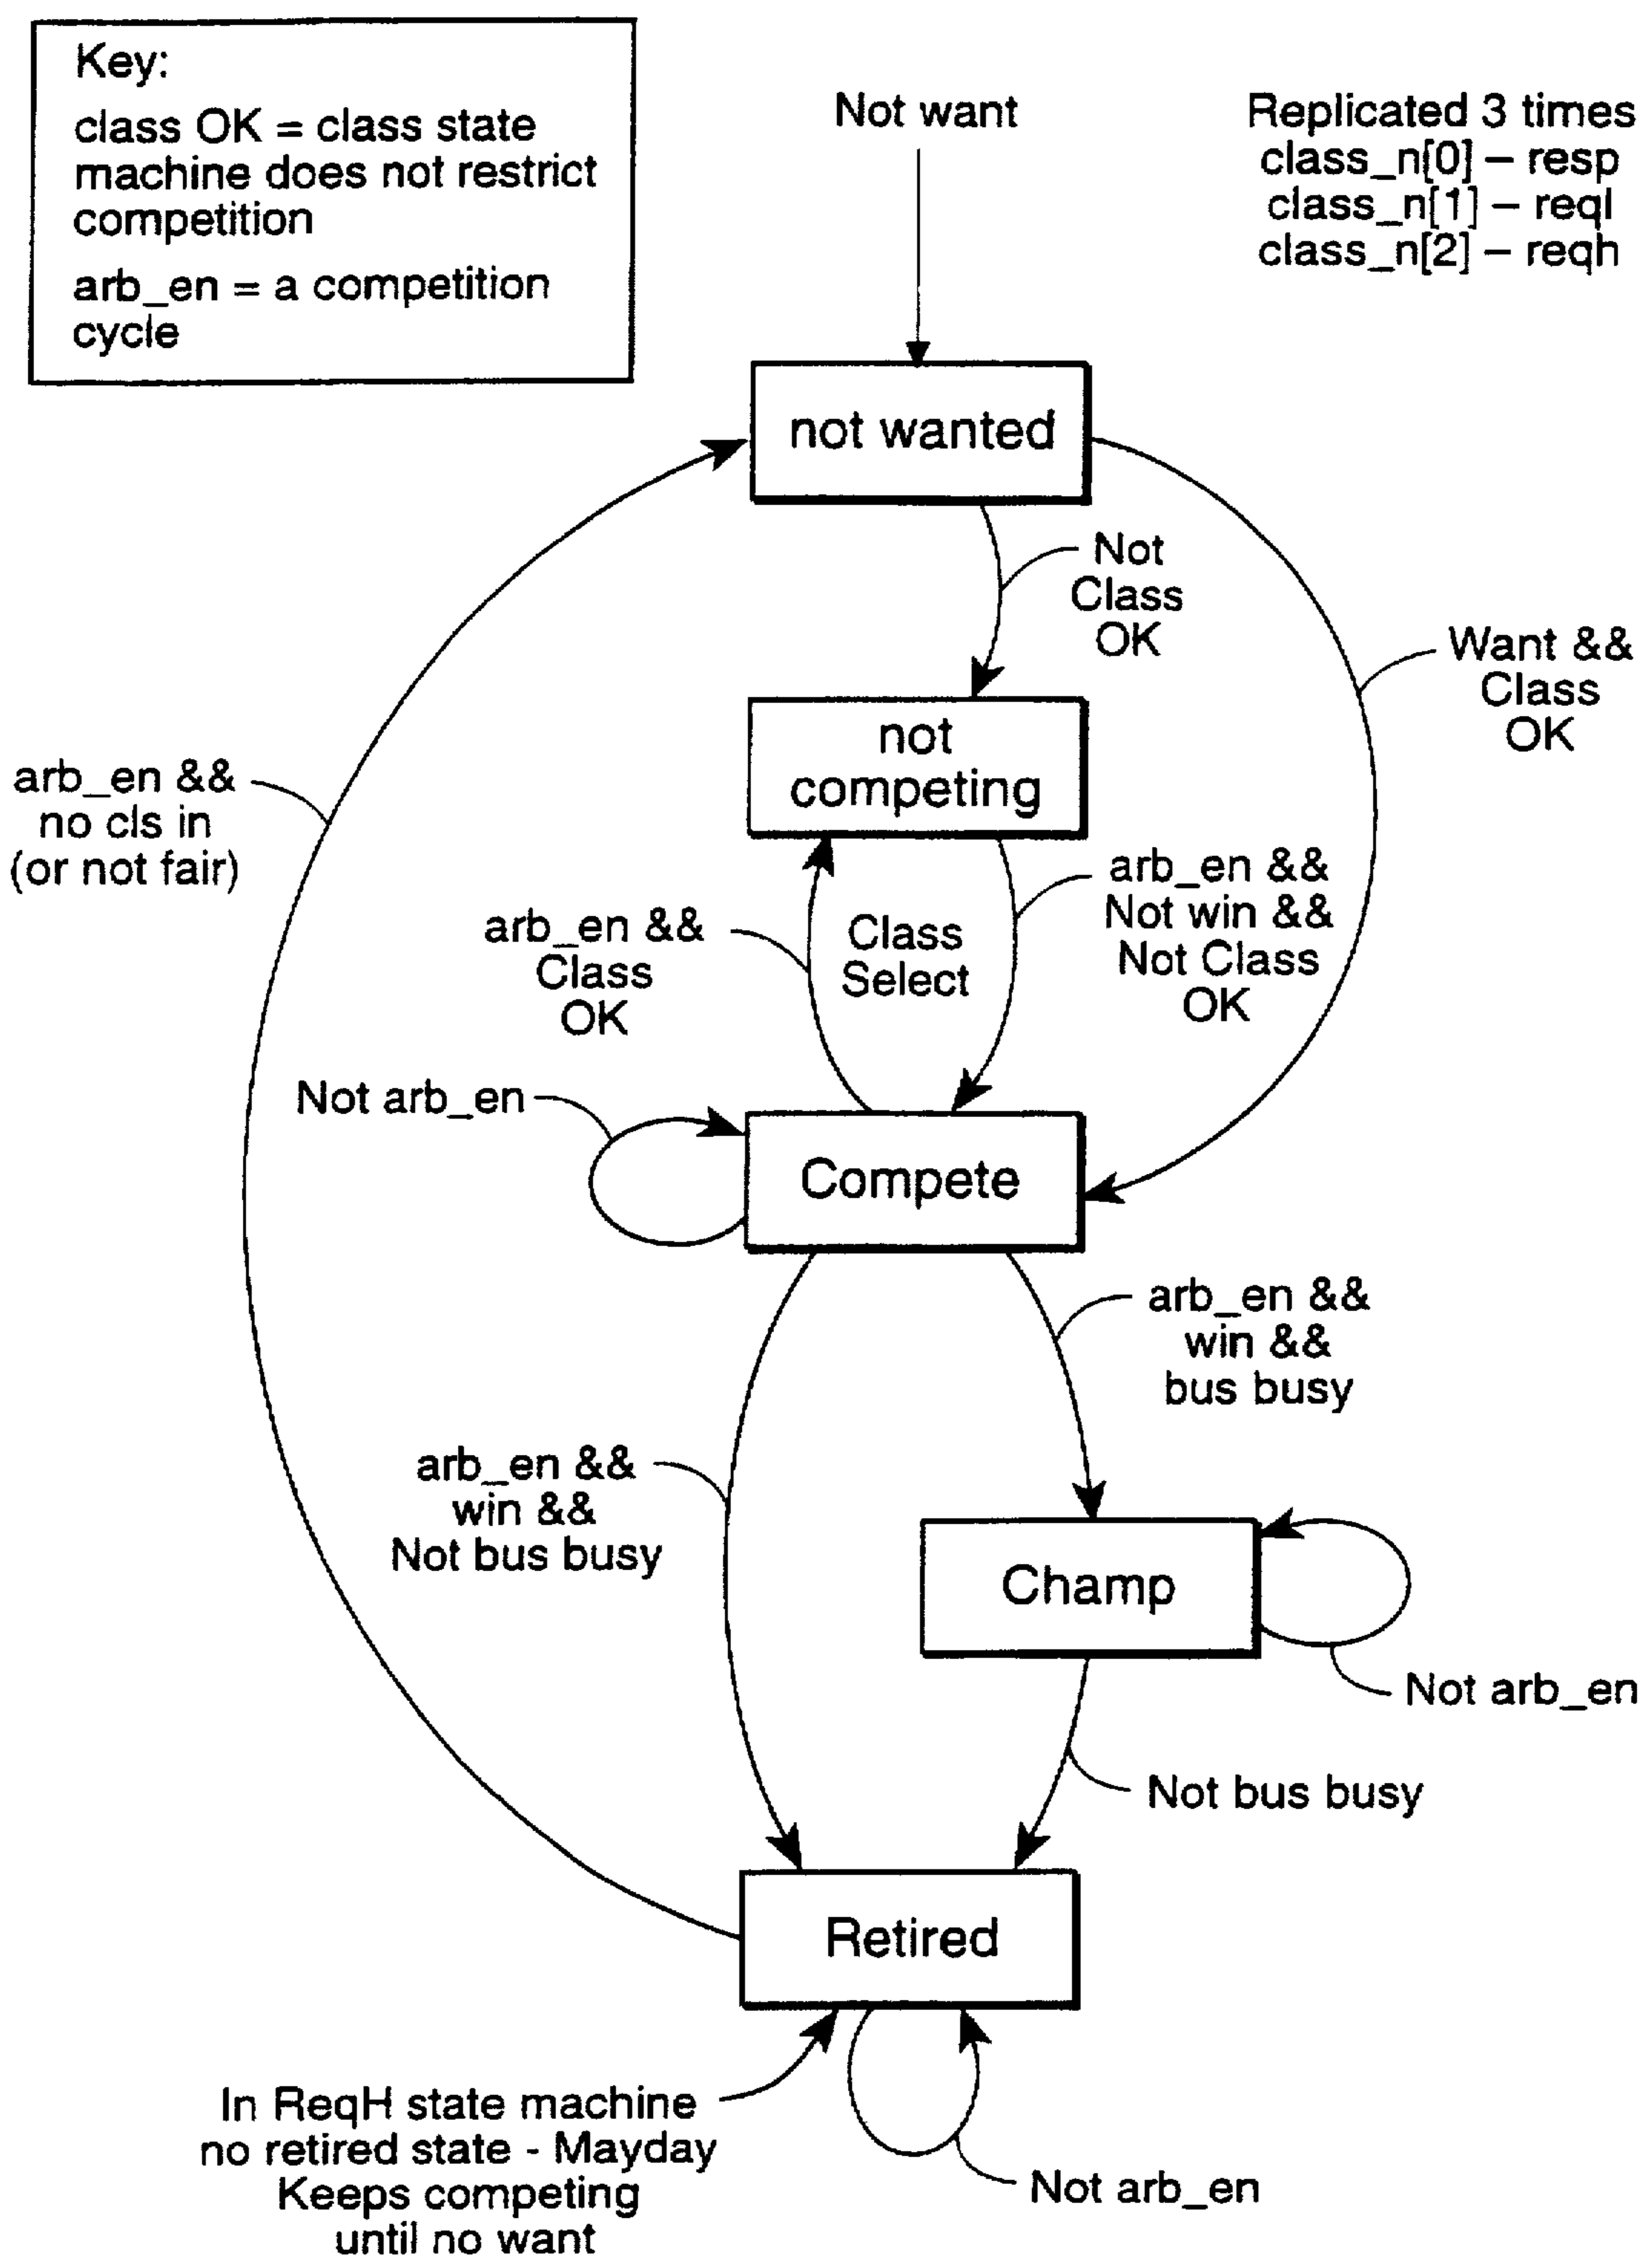 Key:
class OK = class state
machine does not restrict
competition
arb_en = a competition
cycle
Not want
Replicated 3 times
class_n[0] – resp
class_n[1] – reql
class_n[2] – reqh
not wanted
Not
Class
OK
Want &&
Class
OK
not
competing
arb_en &&
no cls in
(or not fair)
arb_en &&
Class
OK
Class
Select
arb_en &&
Not win &&
Not Class
OK
Not arb_en
Compete
arb_en &&
win &&
bus busy
arb_en &&
win &&
Not bus busy
Champ
Not arb_en
Not bus busy
Retired
In ReqH state machine
no retired state - Mayday
Keeps competing
until no want
Not arb_en